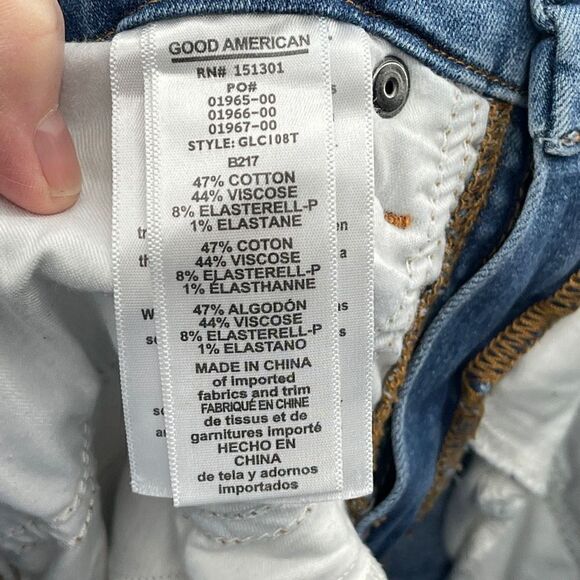 GOOD AMERICAN
RN# 151301
PO#
01965-00
01966-00
01967-00
STYLE: GLC108T
B217
47% COTTON
44% VISCOSE
8% ELASTERELL-P
1% ELASTANE
47% COTON
44% VISCOSE
8% ELASTERELL-P
1% ÉLASTHANNE
47% ALGODÓN
44% VISCOSE
8% ELASTERELL-P
1% ELASTANO
MADE IN CHINA
of imported
fabrics and trim
FABRIQUÉ EN CHINE
de tissus et de
garnitures importé
HECHO EN
CHINA
de tela y adornos
importados